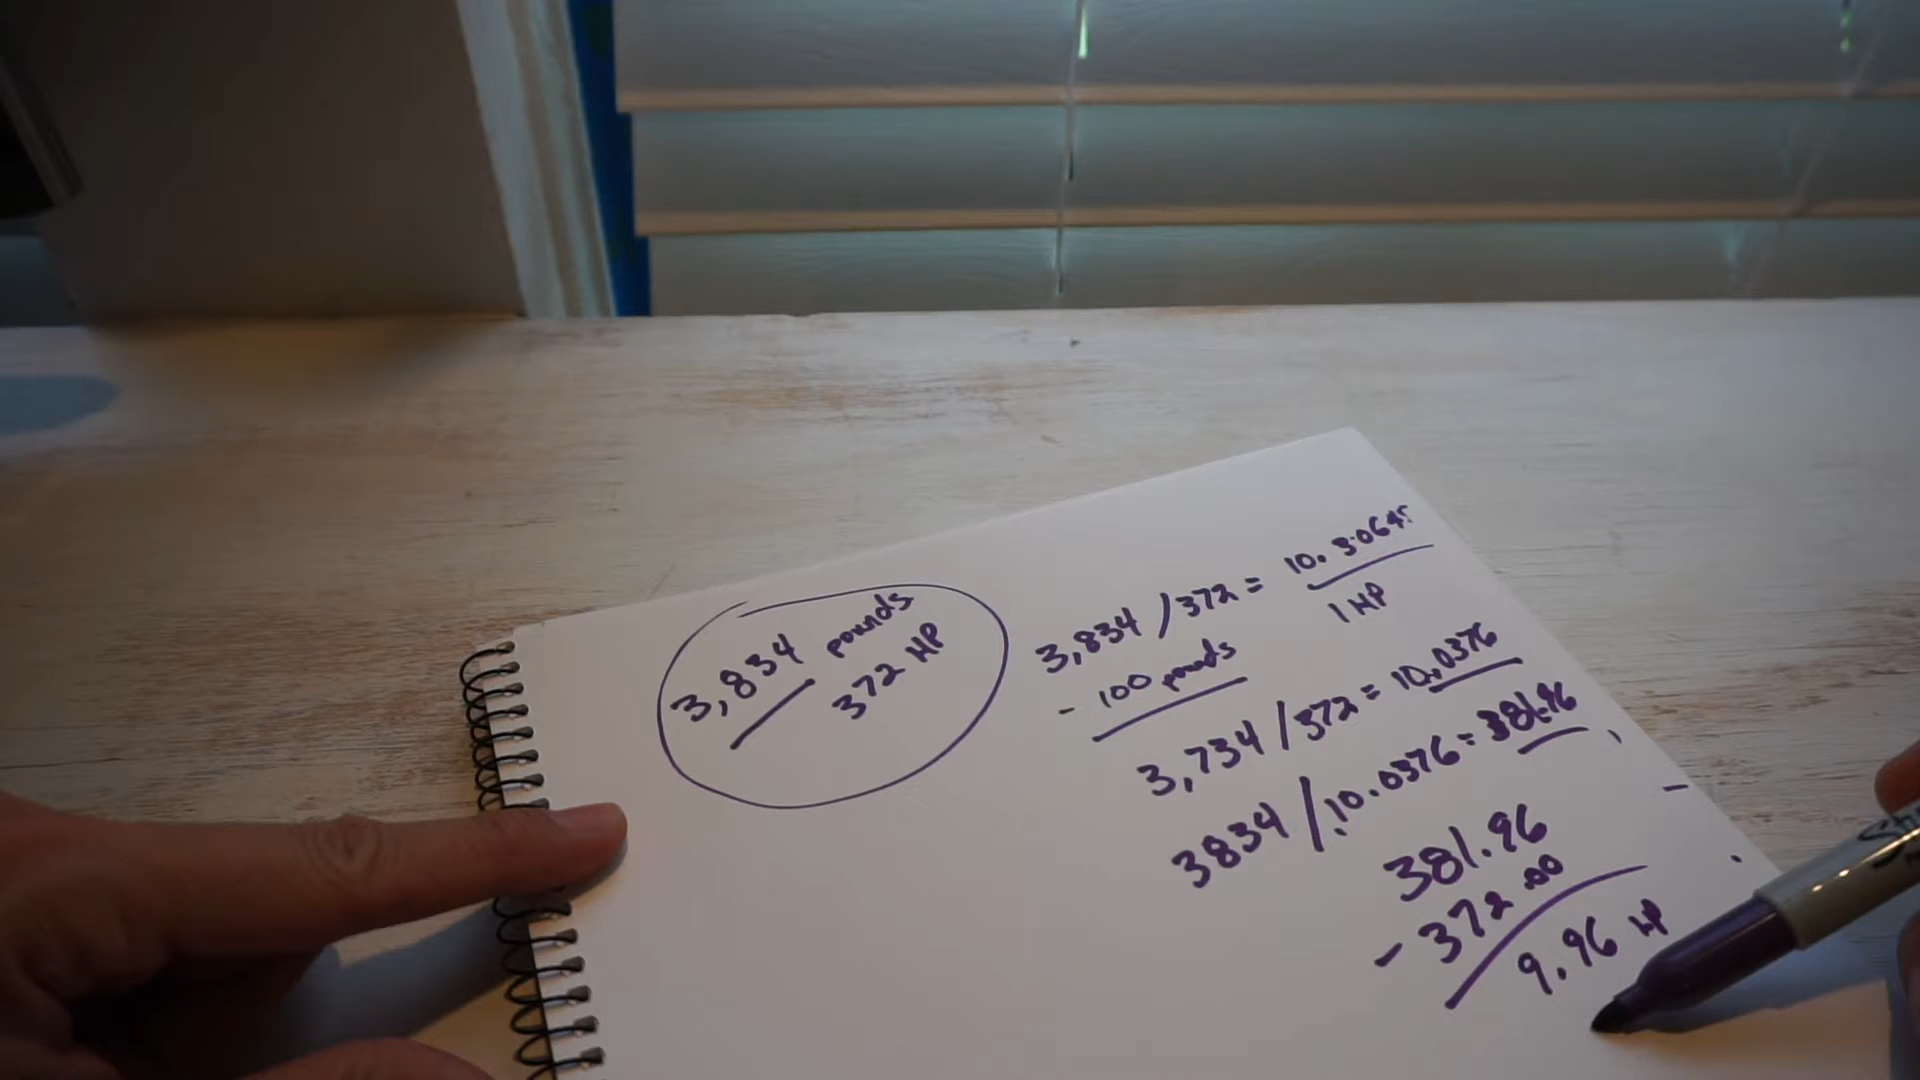 3,834 pounds
372 HP
3,834 / 372 = 10.30645
1 HP
- 100 pounds
3,734 / 372 = 10.0376
3834 / 10.0376 = 381.96
381.96
- 372.00
9.96 HP